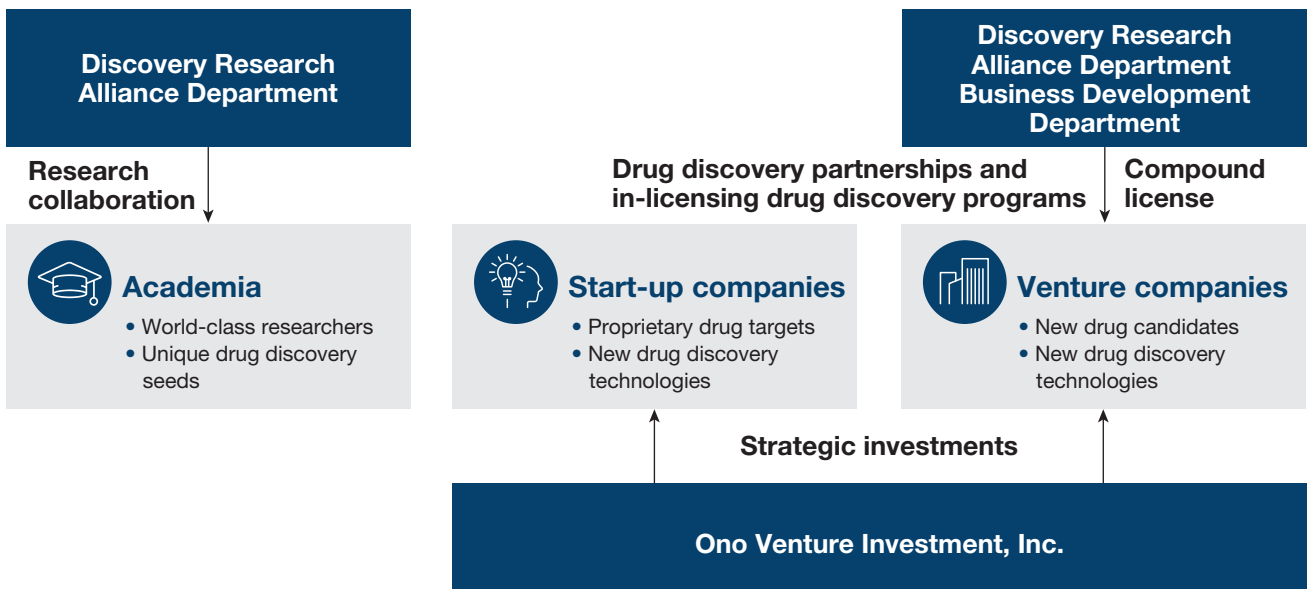 Discovery Research
Alliance Department
Research
collaboration
Academia
• World-class researchers
• Unique drug discovery
seeds
Discovery Research
Alliance Department
Business Development
Department
Drug discovery partnerships and
in-licensing drug discovery programs
Compound
license
Start-up companies
• Proprietary drug targets
• New drug discovery
technologies
Venture companies
• New drug candidates
• New drug discovery
technologies
Strategic investments
Ono Venture Investment, Inc.